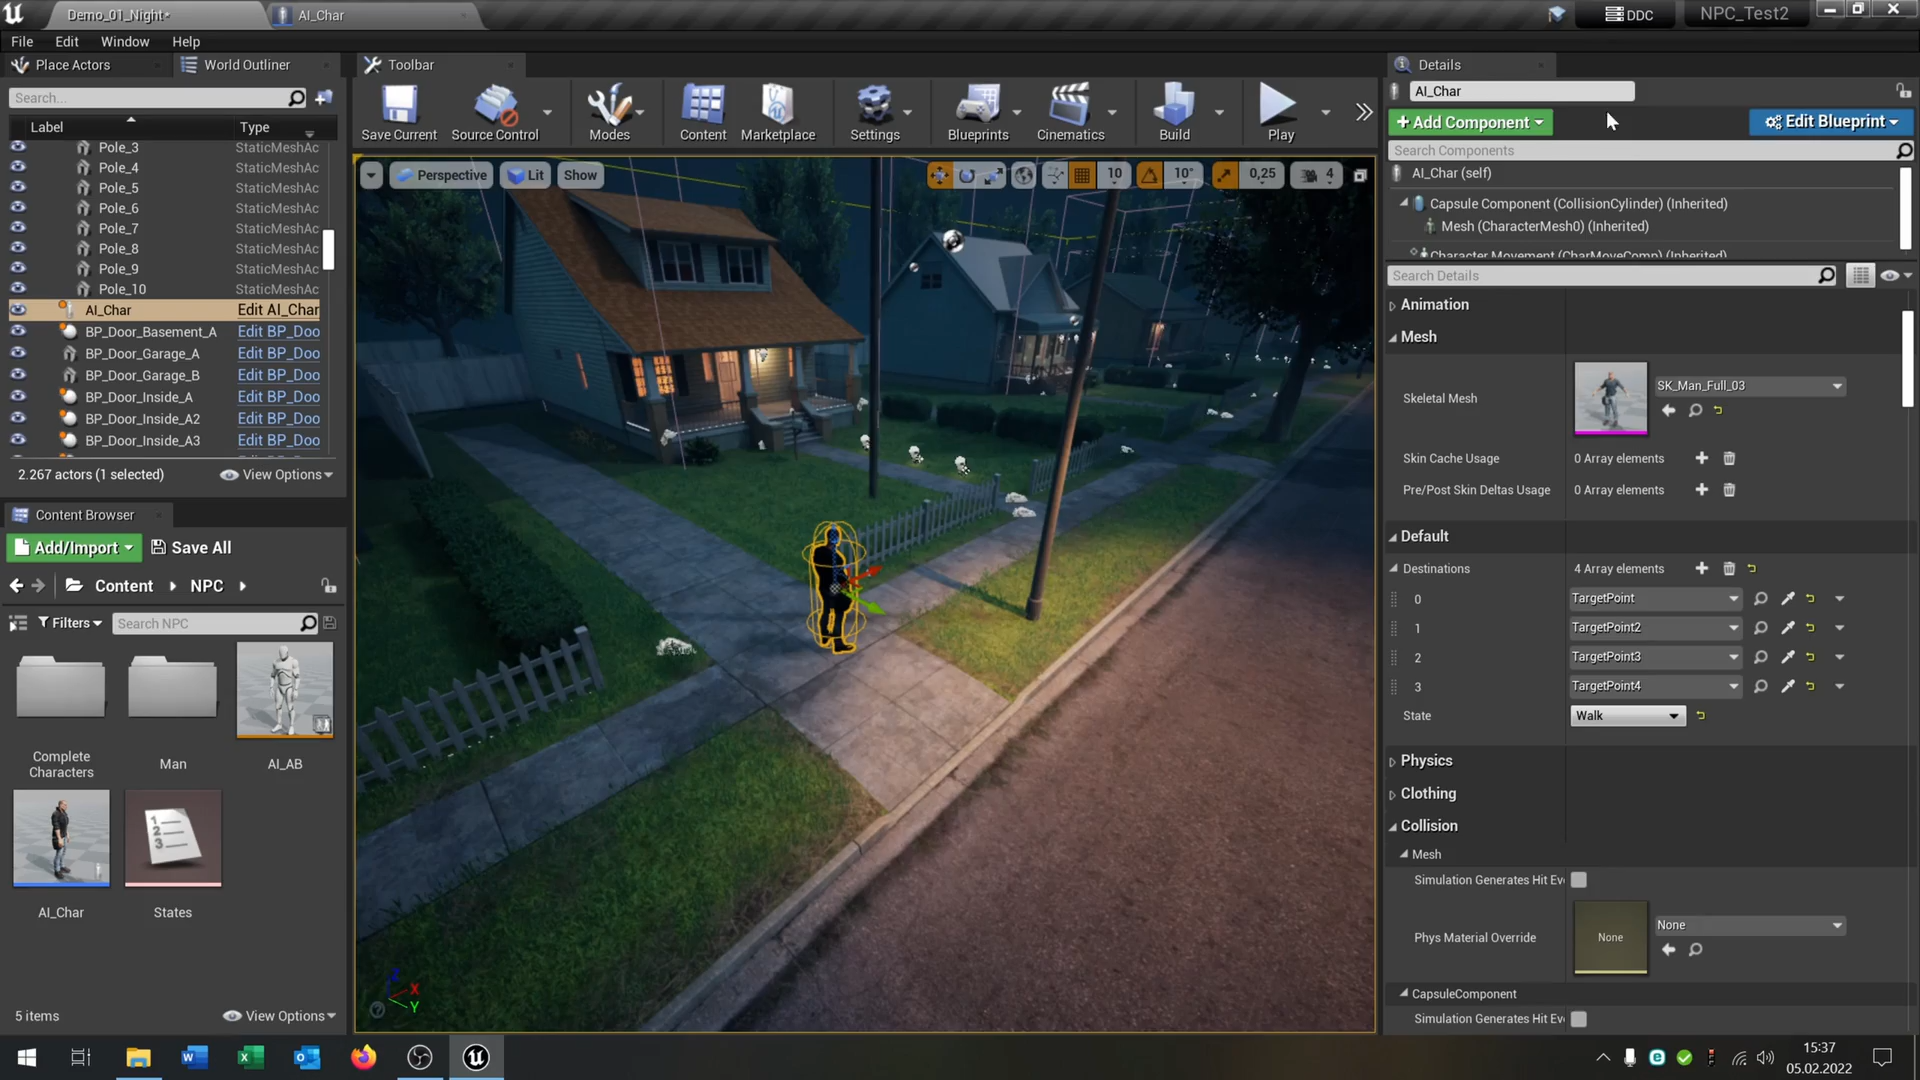 Demo_01_Night*
AI_Char
DDC
NPC_Test2
File Edit Window Help
Place Actors
World Outliner
Toolbar
Details
Search...
AI_Char
Save Current
Source Control
Modes
Content
Marketplace
Settings
Blueprints
Cinematics
Build
Play
+ Add Component
Edit Blueprint
Label Type
Search Components
Pole_3 StaticMeshAc
Pole_4 StaticMeshAc
Pole_5 StaticMeshAc
Pole_6 StaticMeshAc
Pole_7 StaticMeshAc
Pole_8 StaticMeshAc
Pole_9 StaticMeshAc
Pole_10 StaticMeshAc
AI_Char Edit AI_Char
BP_Door_Basement_A Edit BP_Doo
BP_Door_Garage_A Edit BP_Doo
BP_Door_Garage_B Edit BP_Doo
BP_Door_Inside_A Edit BP_Doo
BP_Door_Inside_A2 Edit BP_Doo
BP_Door_Inside_A3 Edit BP_Doo
2.267 actors (1 selected) View Options
Perspective Lit Show
10 10° 0,25 4
AI_Char (self)
Capsule Component (CollisionCylinder) (Inherited)
Mesh (CharacterMesh0) (Inherited)
Character Movement (CharMoveComp) (Inherited)
Search Details
Animation
Mesh
Skeletal Mesh SK_Man_Full_03
Skin Cache Usage 0 Array elements
Pre/Post Skin Deltas Usage 0 Array elements
Default
Destinations 4 Array elements
0 TargetPoint
1 TargetPoint2
2 TargetPoint3
3 TargetPoint4
State Walk
Physics
Clothing
Collision
Mesh
Simulation Generates Hit Ev
Phys Material Override None None
CapsuleComponent
Simulation Generates Hit Ev
Content Browser
Add/Import Save All
Content NPC
Filters Search NPC
Complete
Characters
Man
AI_AB
1
2
3
AI_Char
States
5 items View Options
Z
X
Y
15:37
05.02.2022